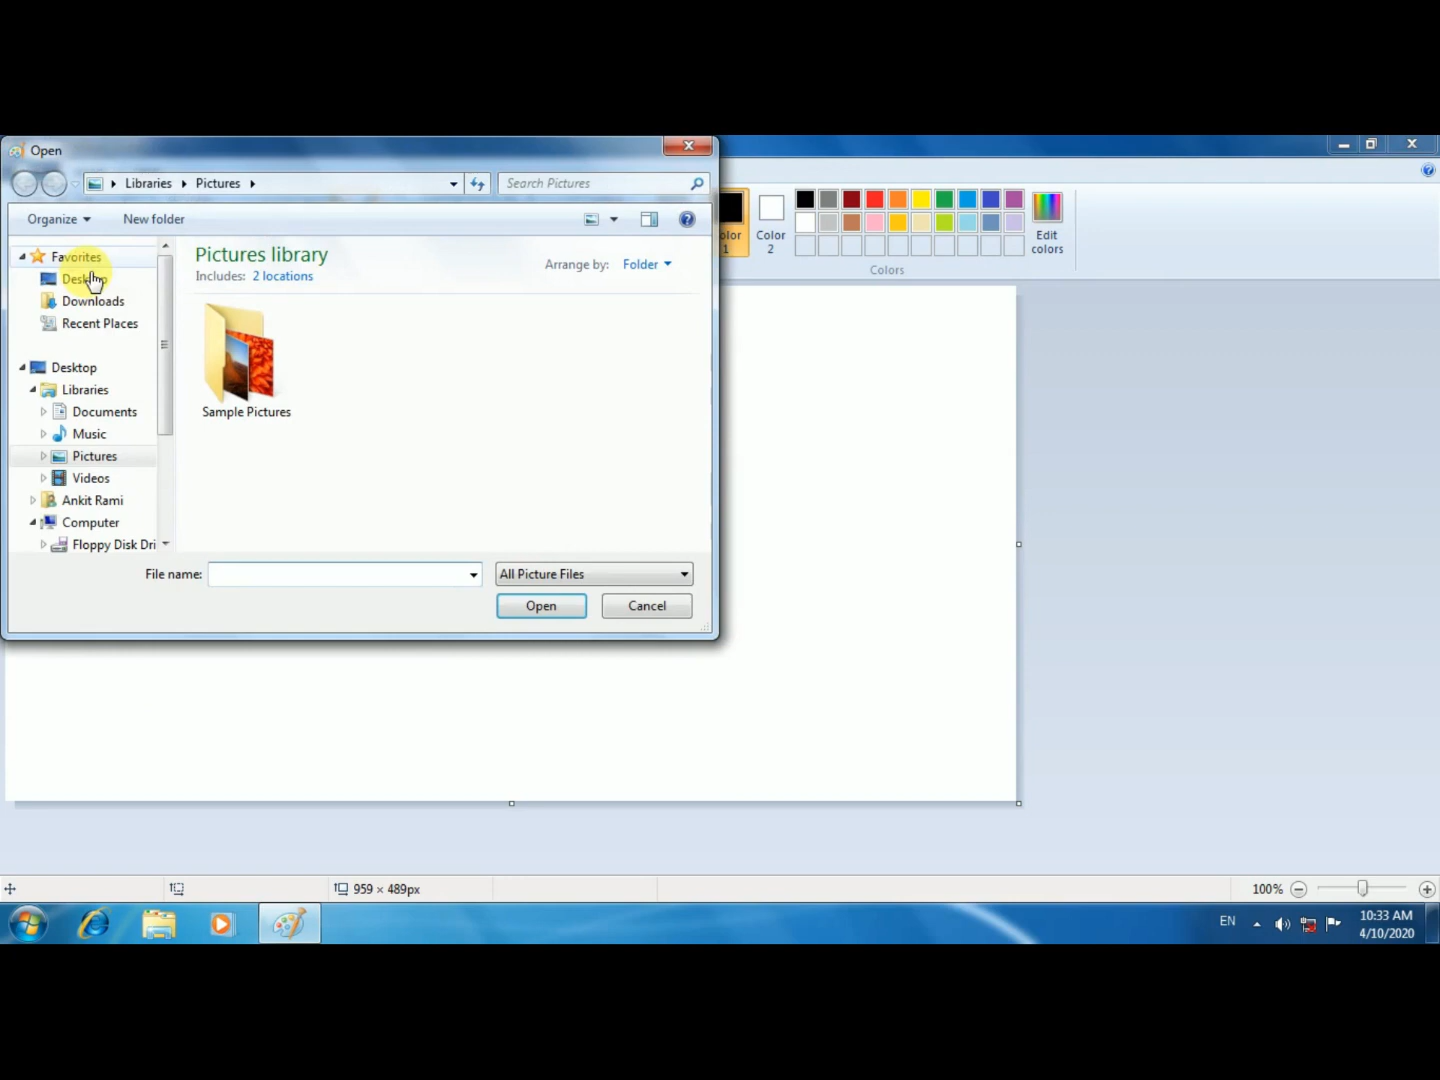 Open
Libraries Pictures
Search Pictures
Organize
New folder
Favorites
Downloads
Recent Places
Desktop
Libraries
Documents
Music
Pictures
Videos
Ankit Rami
Computer
Floppy Disk Dri
Pictures library
Includes: 2 locations
Arrange by: Folder
Sample Pictures
File name:
All Picture Files
Open
Cancel
1
Color
2
Edit
colors
Colors
959 × 489px
100%
EN
10:33 AM
4/10/2020